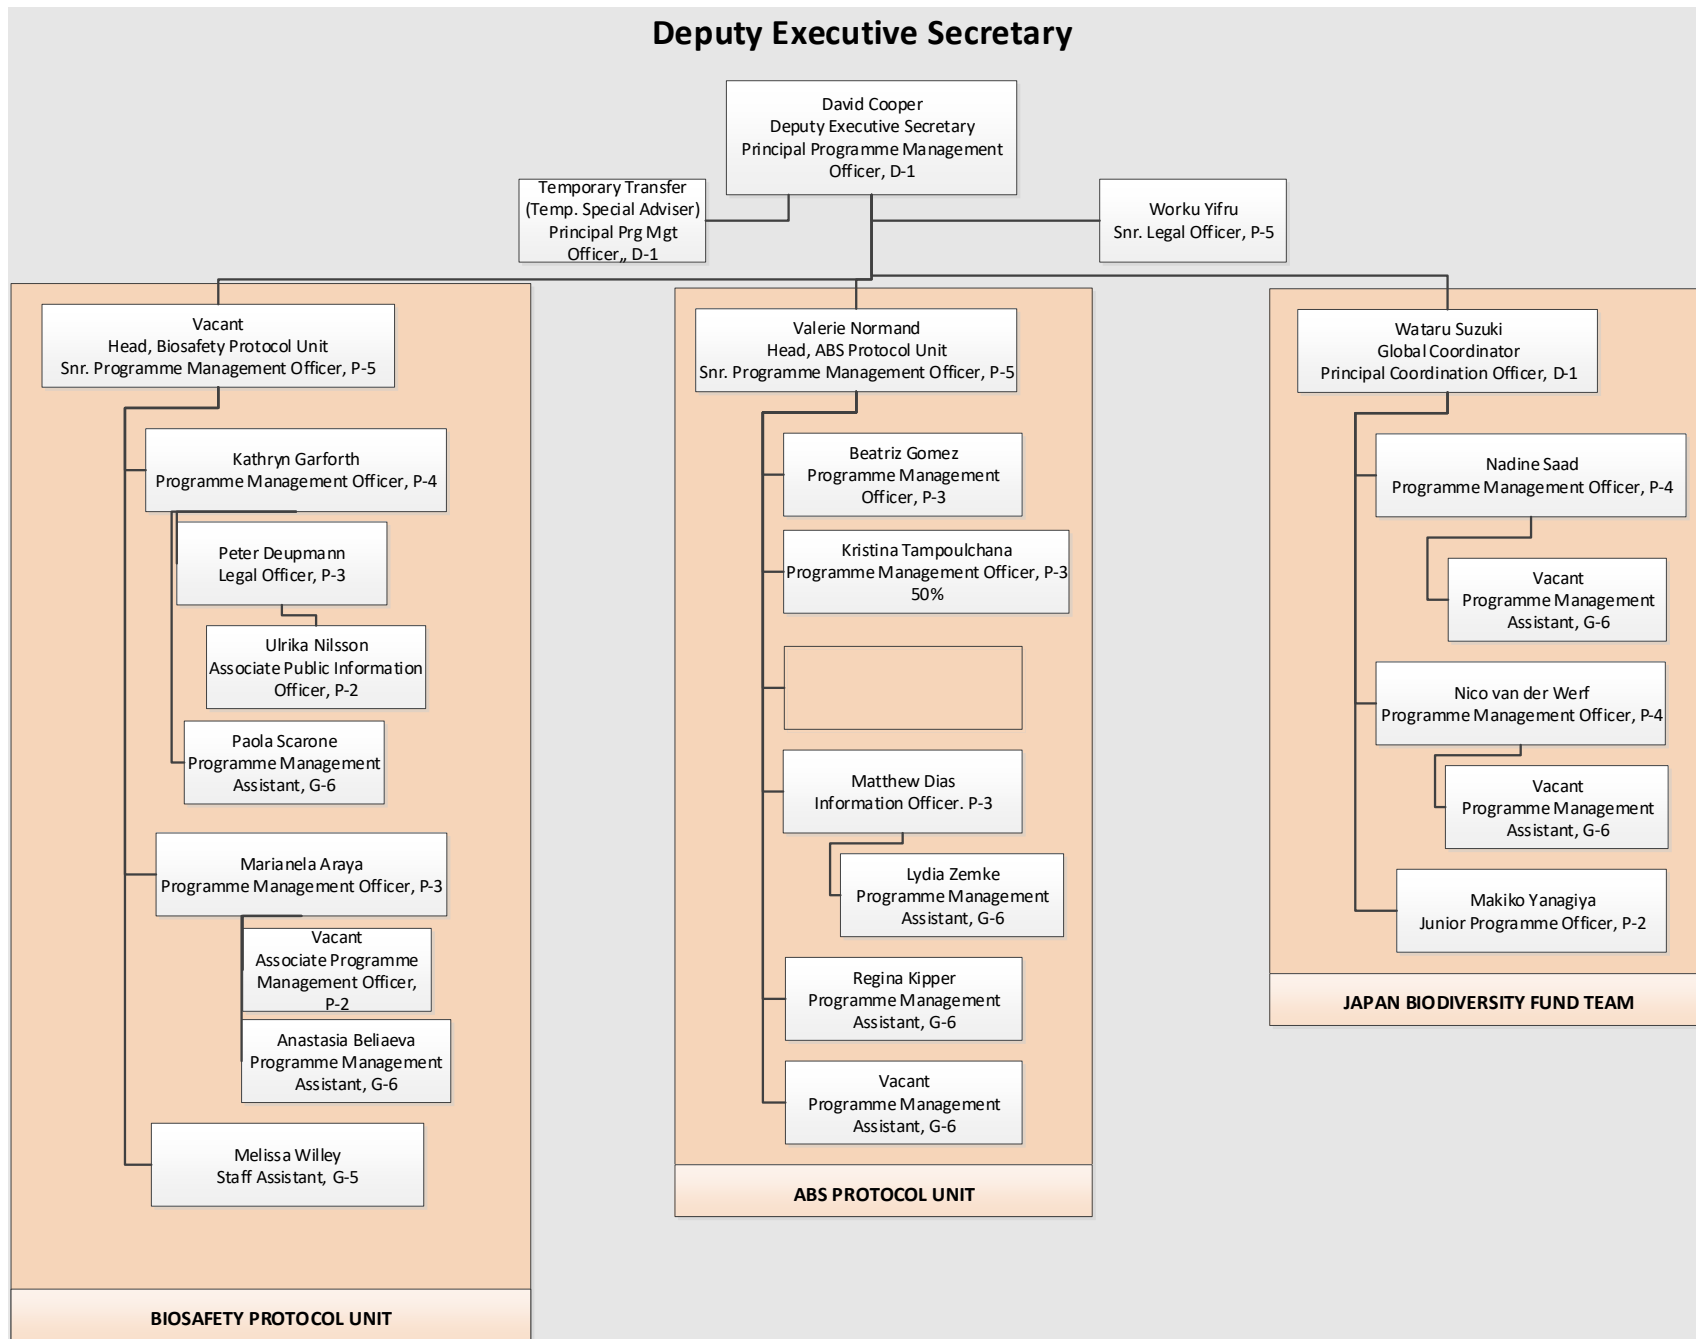 Deputy Executive Secretary
David Cooper
Deputy Executive Secretary
Principal Programme Management
Officer, D-1
Temporary Transfer
(Temp. Special Adviser)
Principal Prg Mgt
Officer,, D-1
Worku Yifru
Snr. Legal Officer, P-5
Vacant
Head, Biosafety Protocol Unit
Snr. Programme Management Officer, P-5
Kathryn Garforth
Programme Management Officer, P-4
Peter Deupmann
Legal Officer, P-3
Ulrika Nilsson
Associate Public Information
Officer, P-2
Paola Scarone
Programme Management
Assistant, G-6
Marianela Araya
Programme Management Officer, P-3
Vacant
Associate Programme
Management Officer,
P-2
Anastasia Beliaeva
Programme Management
Assistant, G-6
Melissa Willey
Staff Assistant, G-5
BIOSAFETY PROTOCOL UNIT
Valerie Normand
Head, ABS Protocol Unit
Snr. Programme Management Officer, P-5
Beatriz Gomez
Programme Management
Officer, P-3
Kristina Tampoulchana
Programme Management Officer, P-3
50%
Matthew Dias
Information Officer. P-3
Lydia Zemke
Programme Management
Assistant, G-6
Regina Kipper
Programme Management
Assistant, G-6
Vacant
Programme Management
Assistant, G-6
ABS PROTOCOL UNIT
Wataru Suzuki
Global Coordinator
Principal Coordination Officer, D-1
Nadine Saad
Programme Management Officer, P-4
Vacant
Programme Management
Assistant, G-6
Nico van der Werf
Programme Management Officer, P-4
Vacant
Programme Management
Assistant, G-6
Makiko Yanagiya
Junior Programme Officer, P-2
JAPAN BIODIVERSITY FUND TEAM